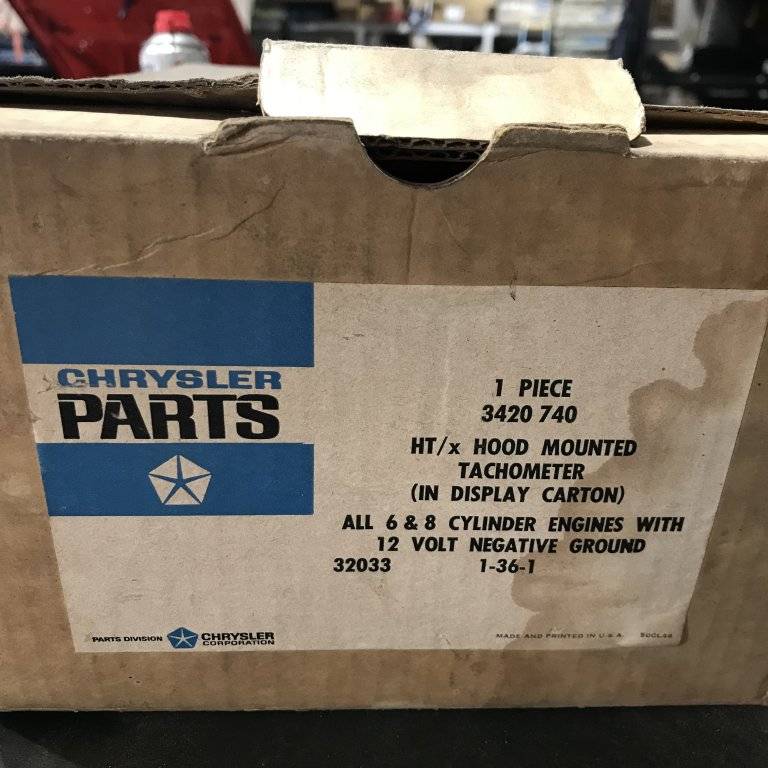 CHRYSLER
PARTS
1 PIECE
3420 740
HT/x HOOD MOUNTED
TACHOMETER
(IN DISPLAY CARTON)
ALL 6 & 8 CYLINDER ENGINES WITH
12 VOLT NEGATIVE GROUND
32033 1-36-1
PARTS DIVISION CHRYSLER
CORPORATION
MADE AND PRINTED IN U.S.A.